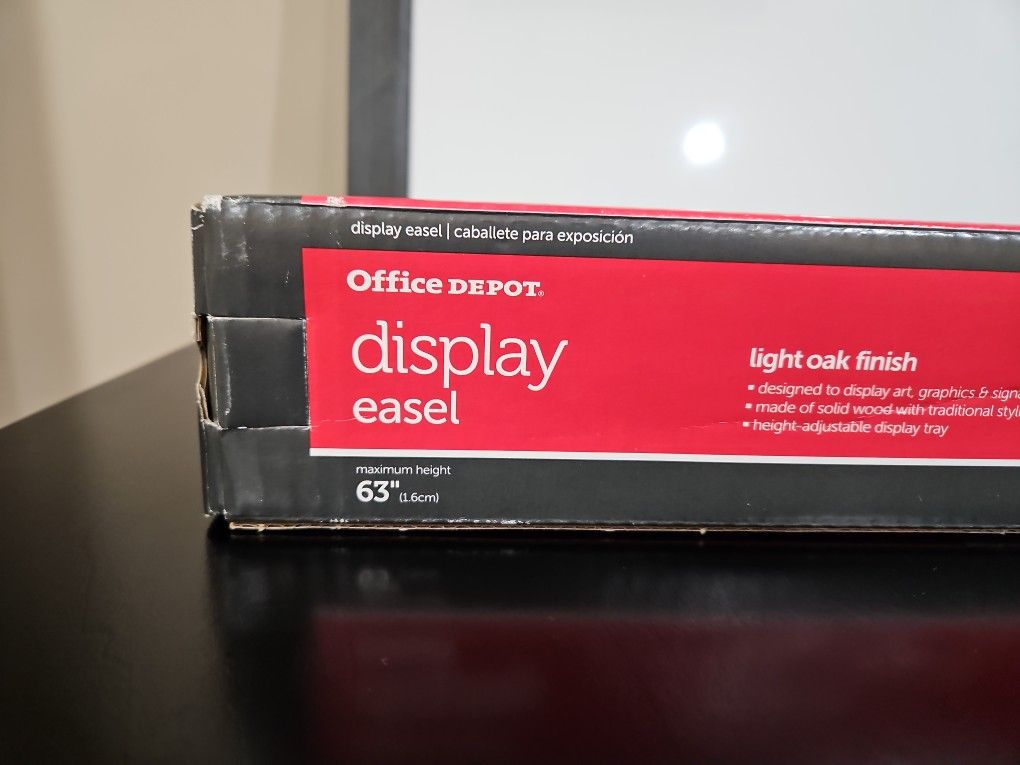 display easel | caballete para exposición
Office DEPOT®
display
easel
light oak finish
▪ designed to display art, graphics &
▪ made of solid wood with traditional
▪ height-adjustable display tray
maximum height
63" (1.6cm)